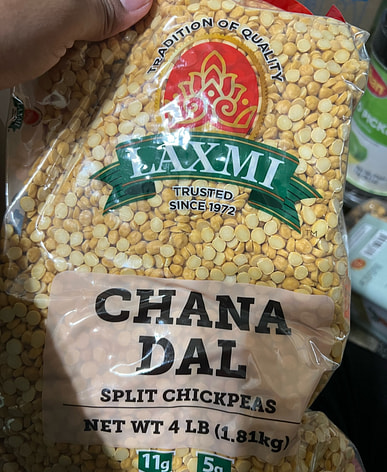 TRADITION OF QUALITY
LAXMI
TRUSTED
SINCE 1972
TM
CHANA
DAL
SPLIT CHICKPEAS
NET WT 4 LB (1.81kg)
11g 5g